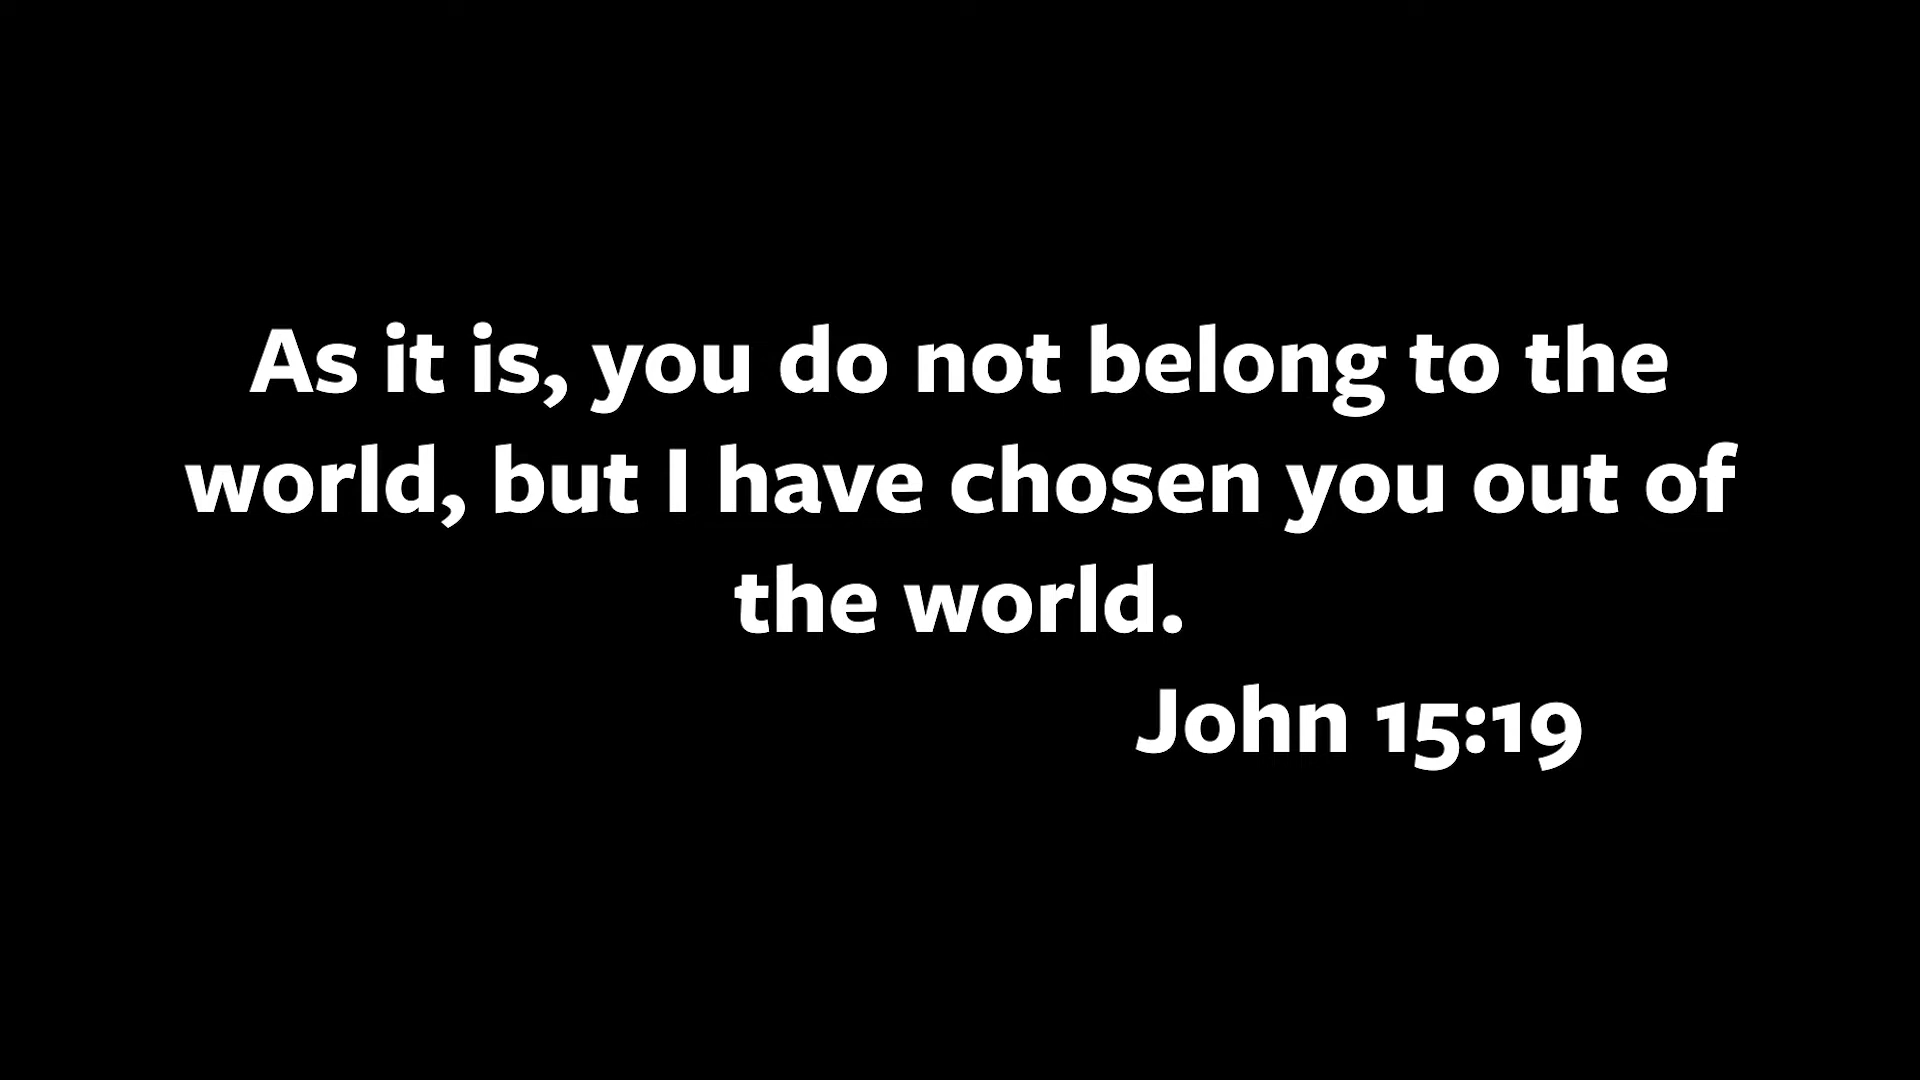 As it is, you do not belong to the
world, but I have chosen you out of
the world.
John 15:19